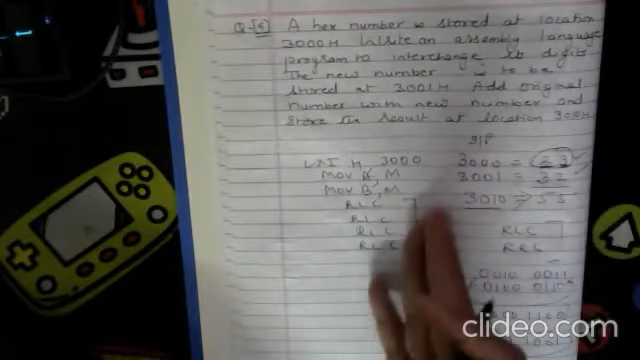 Q-[4] A hex number is stored at location
3000H Write an assembly language
program to interchange its digits
The new number is to be
stored at 3001H Add original
number with new number and
store the result at location 300H
I/P
LXI H 3000 3000 = 23
MOV A, M 3001 = 32
MOV B, M
RLC 3010 => 55
RLC
RLC RLC
RLC RRC
0010 0011
0100 0110
1100
clideo.com